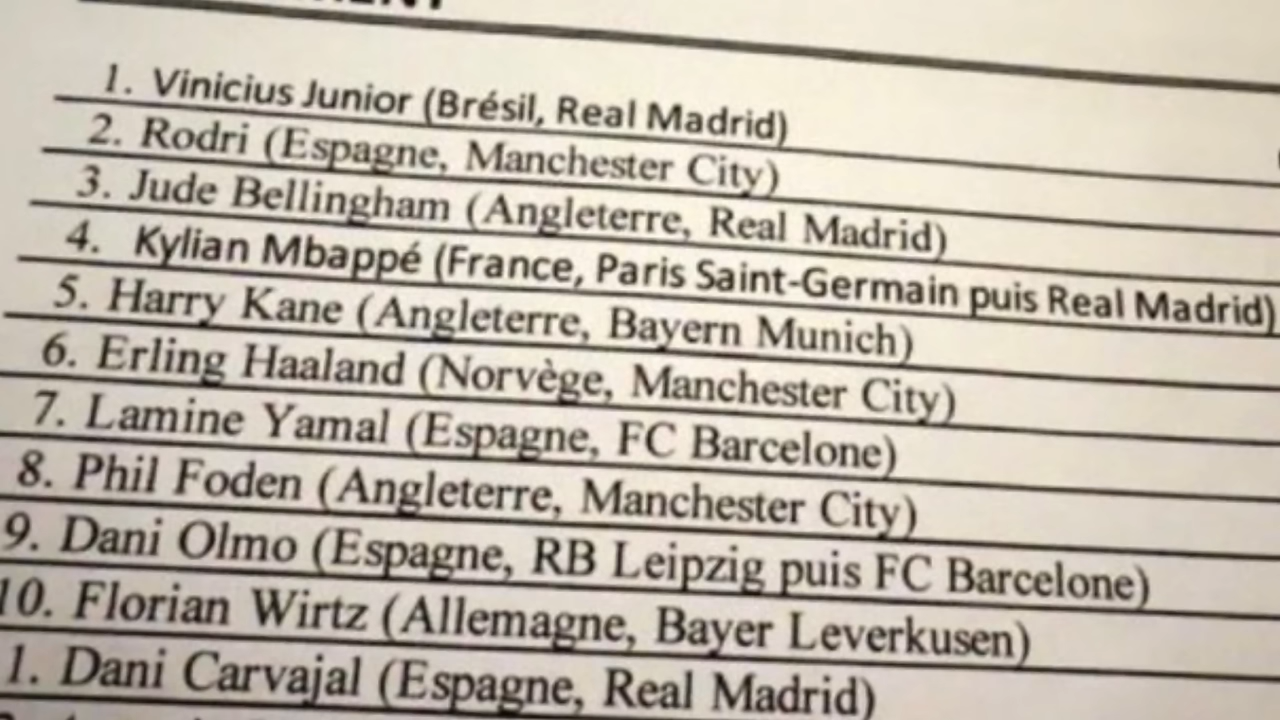 1. Vinicius Junior (Brésil, Real Madrid)
2. Rodri (Espagne, Manchester City)
3. Jude Bellingham (Angleterre, Real Madrid)
4. Kylian Mbappé (France, Paris Saint-Germain puis Real Madrid)
5. Harry Kane (Angleterre, Bayern Munich)
6. Erling Haaland (Norvège, Manchester City)
7. Lamine Yamal (Espagne, FC Barcelone)
8. Phil Foden (Angleterre, Manchester City)
9. Dani Olmo (Espagne, RB Leipzig puis FC Barcelone)
10. Florian Wirtz (Allemagne, Bayer Leverkusen)
1. Dani Carvajal (Espagne, Real Madrid)